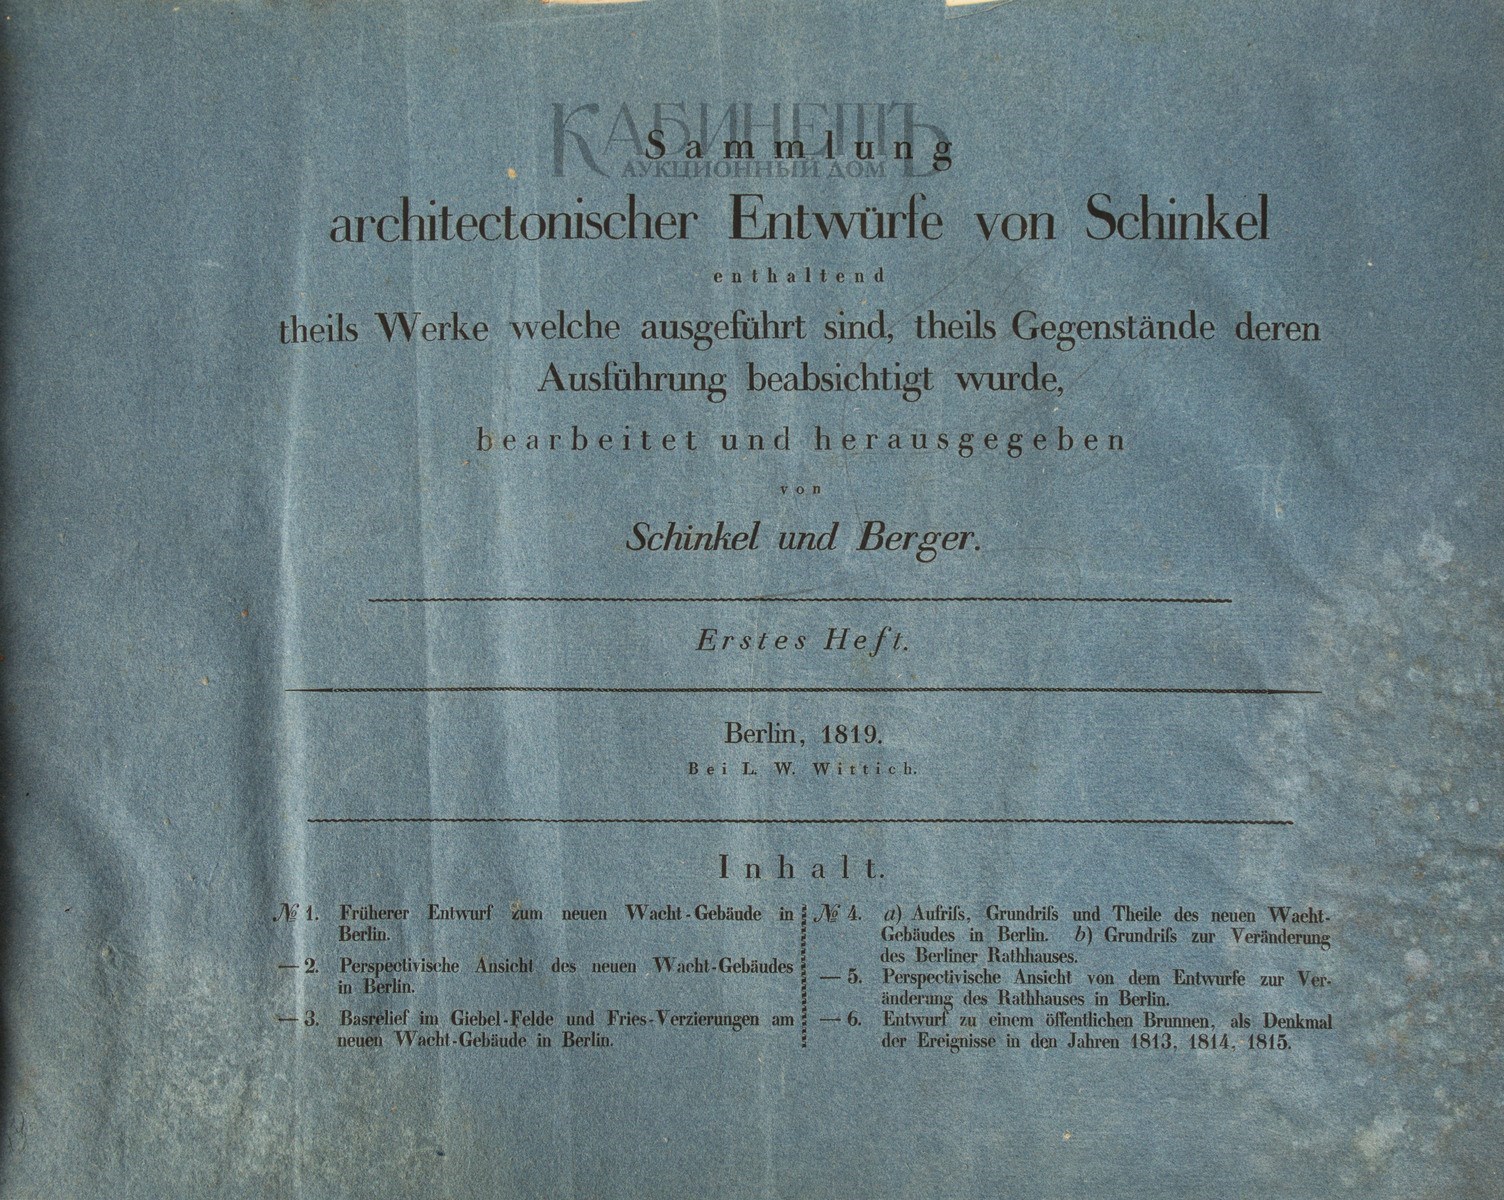 КАБИНЕТЪ
АУКЦИОННЫЙ ДОМ
Sammlung
architectonischer Entwürfe von Schinkel
enthaltend
theils Werke welche ausgeführt sind, theils Gegenstände deren
Ausführung beabsichtigt wurde,
bearbeitet und herausgegeben
von
Schinkel und Berger.
Erstes Heft.
Berlin, 1819.
Bei L. W. Wittich.
Inhalt.
№ 1. Früherer Entwurf zum neuen Wacht-Gebäude in
Berlin.
— 2. Perspectivische Ansicht des neuen Wacht-Gebäudes
in Berlin.
— 3. Basrelief im Giebel-Felde und Fries-Verzierungen am
neuen Wacht-Gebäude in Berlin.
№ 4. a) Aufriſs, Grundriſs und Theile des neuen Wacht-
Gebäudes in Berlin. b) Grundriſs zur Veränderung
des Berliner Rathhauses.
— 5. Perspectivische Ansicht von dem Entwurfe zur Ver-
änderung des Rathhauses in Berlin.
— 6. Entwurf zu einem öffentlichen Brunnen, als Denkmal
der Ereignisse in den Jahren 1813, 1814, 1815.